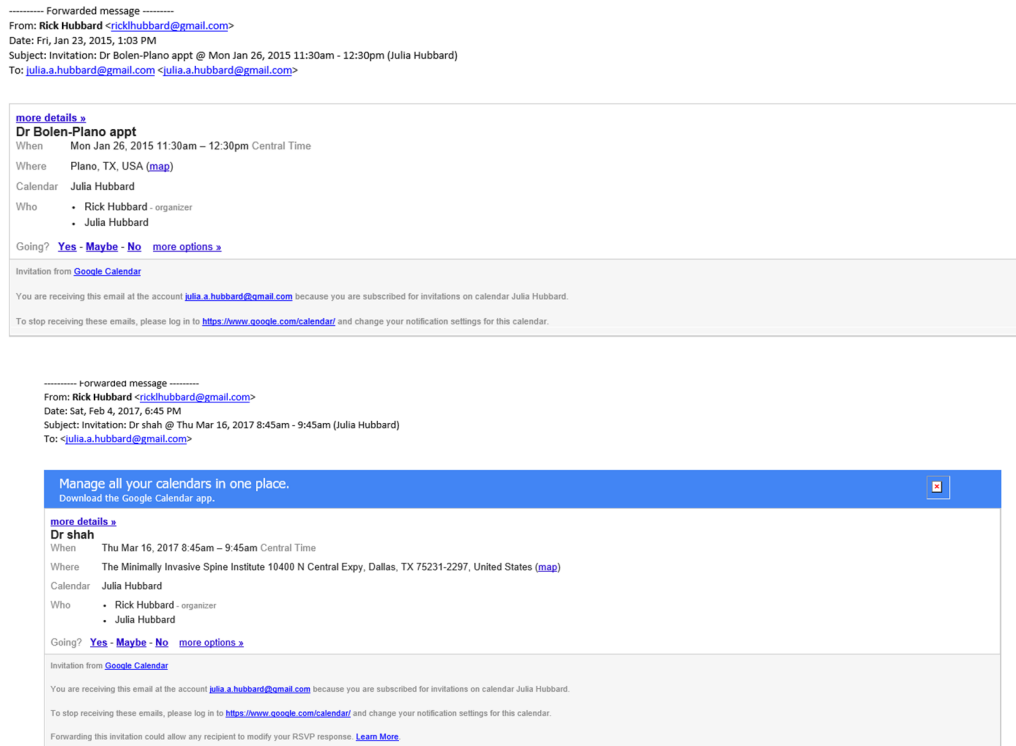 ---------- Forwarded message ---------
From: Rick Hubbard <ricklhubbard@gmail.com>
Date: Fri, Jan 23, 2015, 1:03 PM
Subject: Invitation: Dr Bolen-Plano appt @ Mon Jan 26, 2015 11:30am - 12:30pm (Julia Hubbard)
To: julia.a.hubbard@gmail.com <julia.a.hubbard@gmail.com>
more details »
Dr Bolen-Plano appt
When Mon Jan 26, 2015 11:30am – 12:30pm Central Time
Where Plano, TX, USA (map)
Calendar Julia Hubbard
Who • Rick Hubbard - organizer
• Julia Hubbard
Going? Yes - Maybe - No more options »
Invitation from Google Calendar
You are receiving this email at the account julia.a.hubbard@gmail.com because you are subscribed for invitations on calendar Julia Hubbard.
To stop receiving these emails, please log in to https://www.google.com/calendar/ and change your notification settings for this calendar.
---------- Forwarded message ---------
From: Rick Hubbard <ricklhubbard@gmail.com>
Date: Sat, Feb 4, 2017, 6:45 PM
Subject: Invitation: Dr shah @ Thu Mar 16, 2017 8:45am - 9:45am (Julia Hubbard)
To: <julia.a.hubbard@gmail.com>
Manage all your calendars in one place.
Download the Google Calendar app.
more details »
Dr shah
When Thu Mar 16, 2017 8:45am – 9:45am Central Time
Where The Minimally Invasive Spine Institute 10400 N Central Expy, Dallas, TX 75231-2297, United States (map)
Calendar Julia Hubbard
Who • Rick Hubbard - organizer
• Julia Hubbard
Going? Yes - Maybe - No more options »
Invitation from Google Calendar
You are receiving this email at the account julia.a.hubbard@gmail.com because you are subscribed for invitations on calendar Julia Hubbard.
To stop receiving these emails, please log in to https://www.google.com/calendar/ and change your notification settings for this calendar.
Forwarding this invitation could allow any recipient to modify your RSVP response. Learn More.